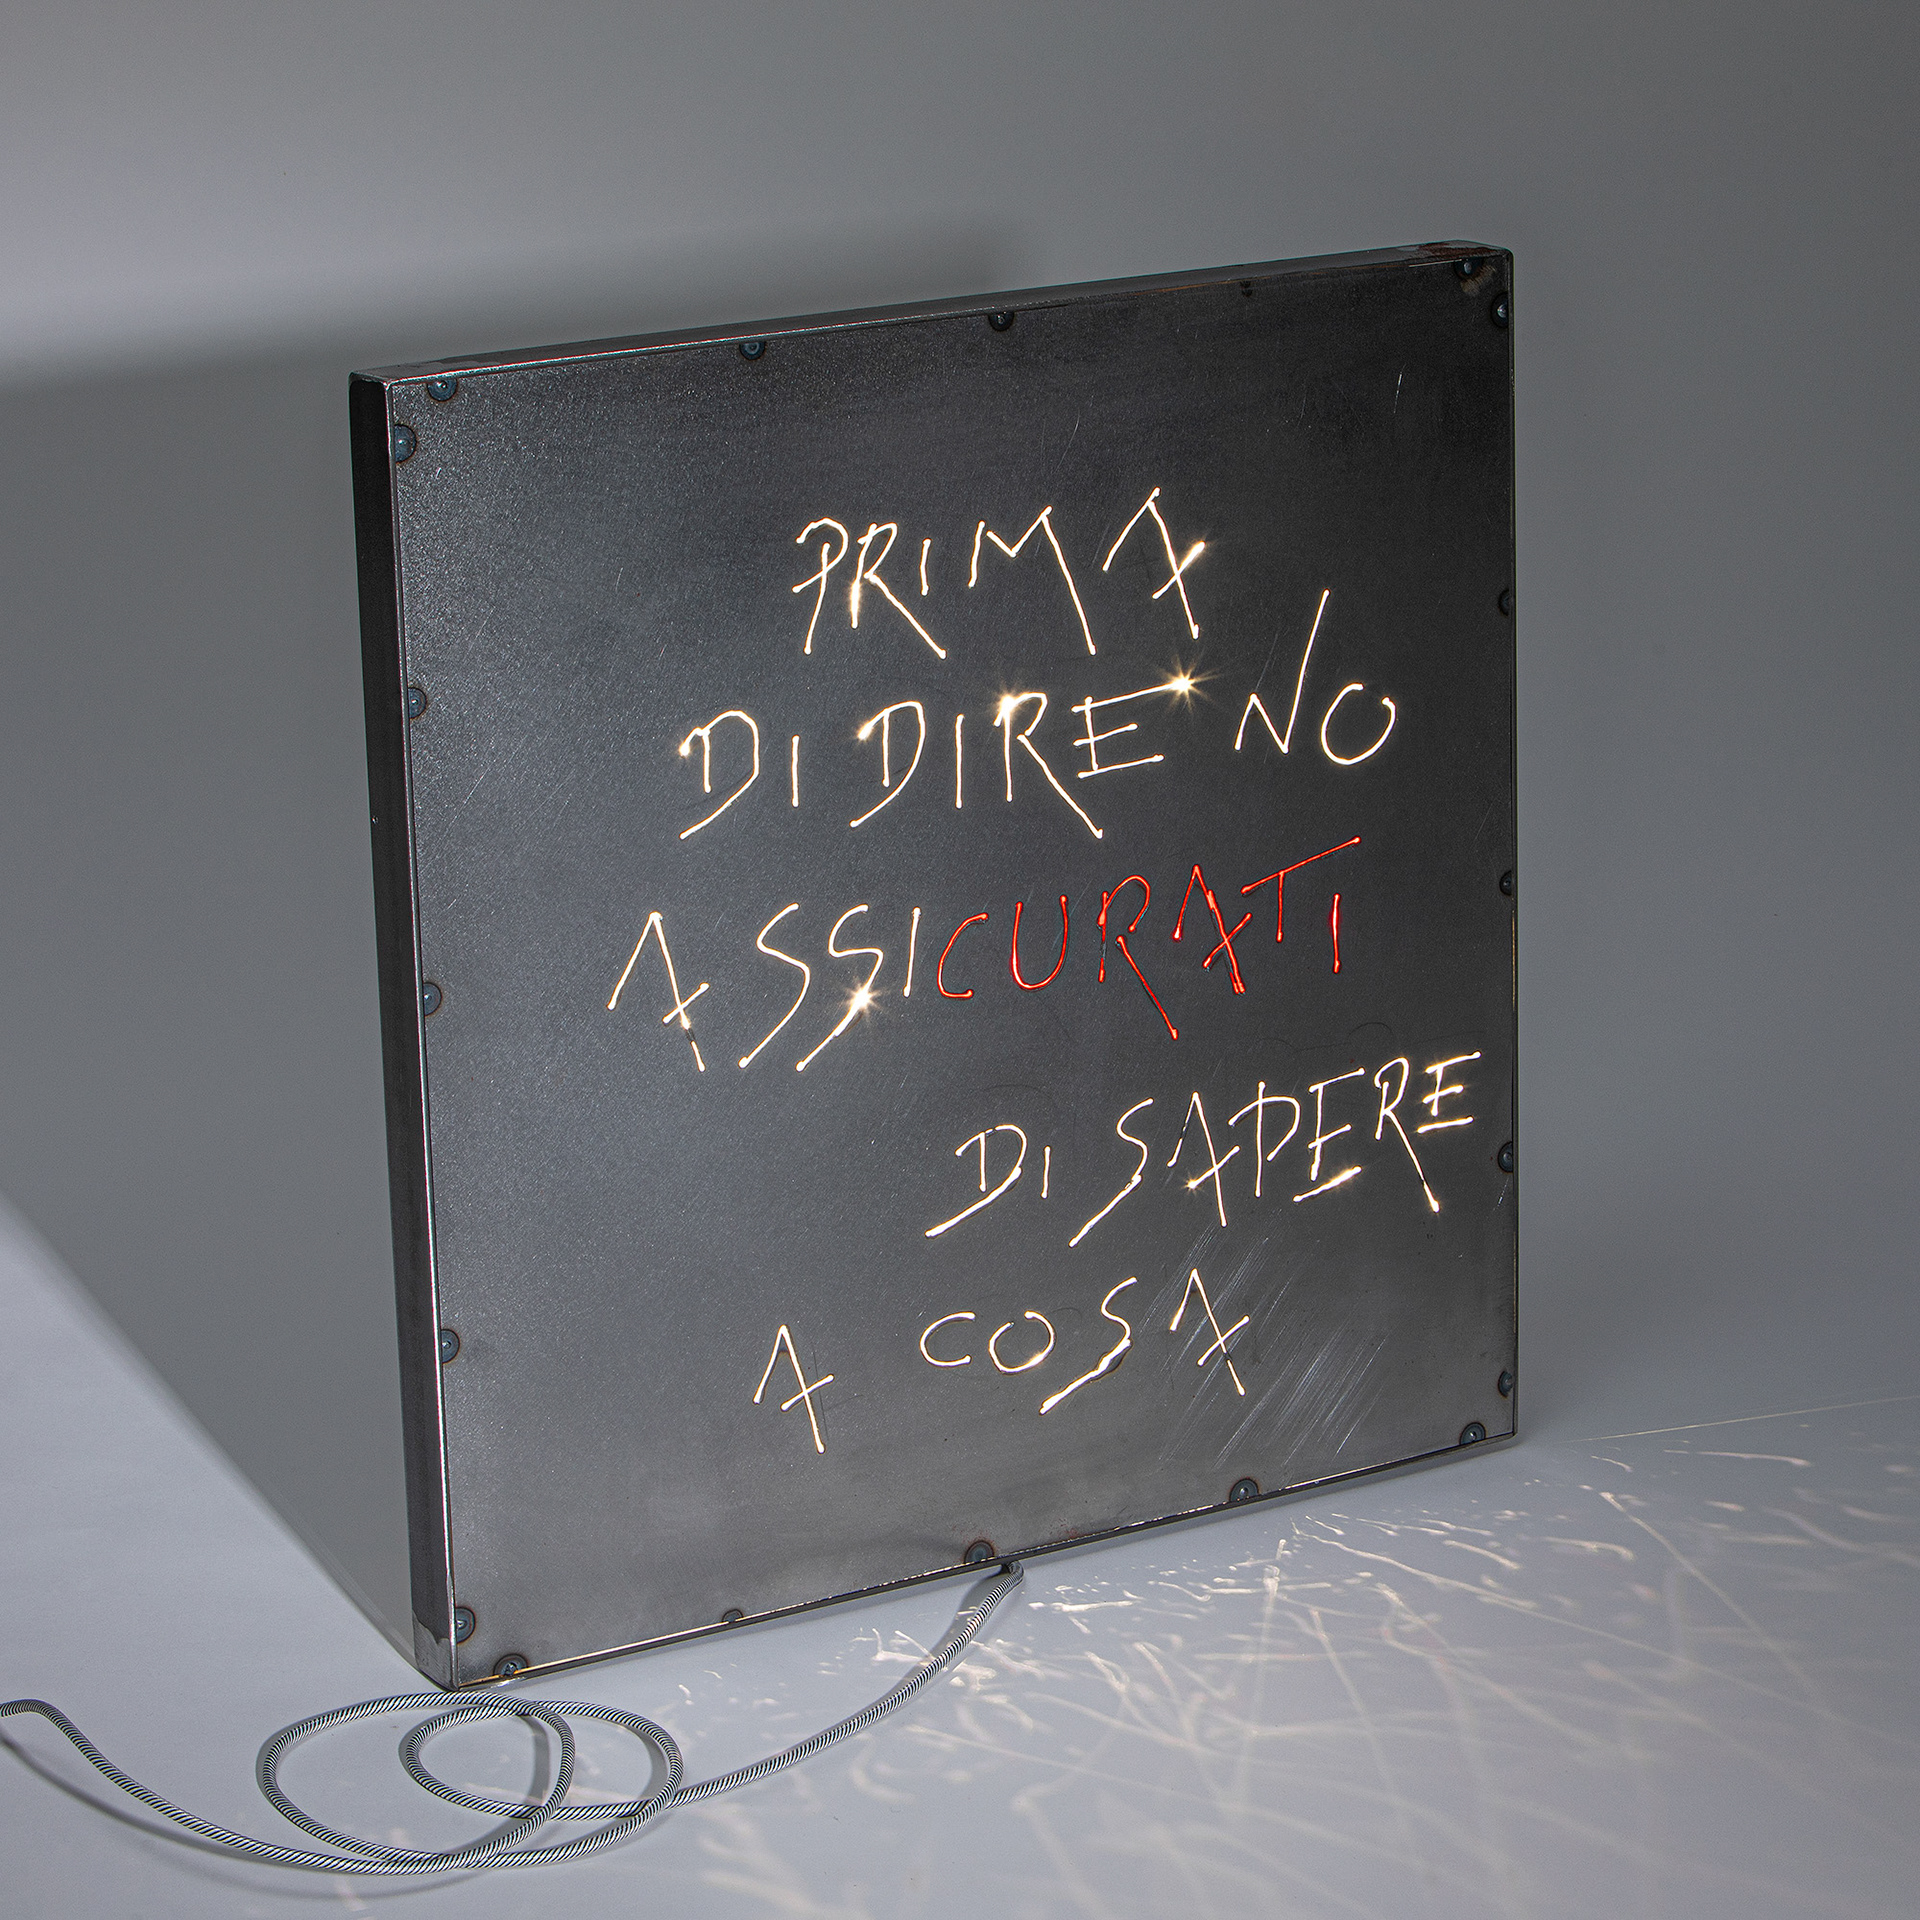 PRIMA
DI DIRE NO
ASSICURATI
DI SAPERE
A COSA